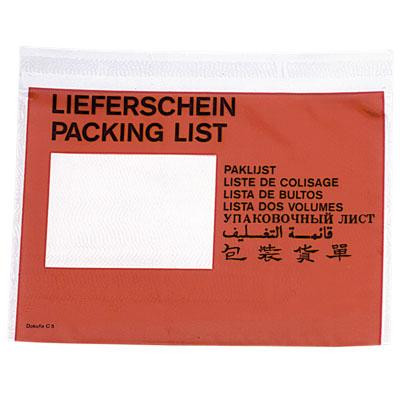 LIEFERSCHEIN
PACKING LIST
PAKLIJST
LISTE DE COLISAGE
LISTA DE BULTOS
LISTA DOS VOLUMES
УПАКОВОЧНЫЙ ЛИСТ
قائمة التغليف
包裝貨單
Dokufix C 5